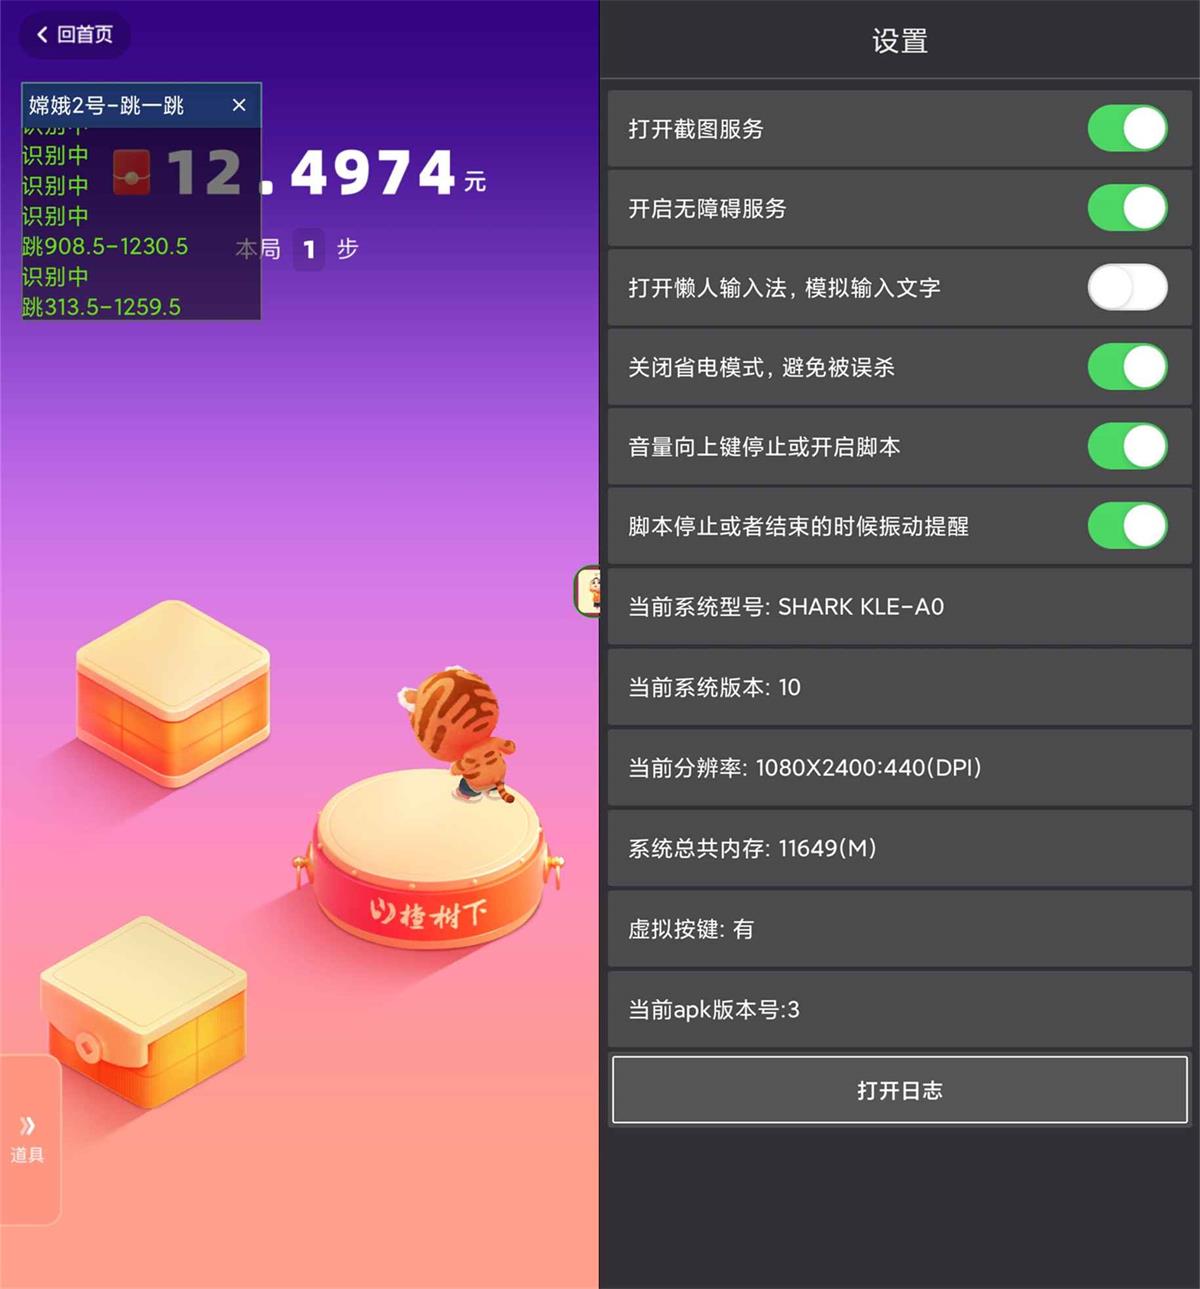 回首页
嫦娥2号-跳一跳 ×
识别中
识别中
识别中
识别中
跳908.5-1230.5
识别中
跳313.5-1259.5
12.4974元
本局 1 步
山楂树下
道具
设置
打开截图服务
开启无障碍服务
打开懒人输入法，模拟输入文字
关闭省电模式，避免被误杀
音量向上键停止或开启脚本
脚本停止或者结束的时候振动提醒
当前系统型号: SHARK KLE-A0
当前系统版本: 10
当前分辨率: 1080X2400:440(DPI)
系统总共内存: 11649(M)
虚拟按键: 有
当前apk版本号:3
打开日志